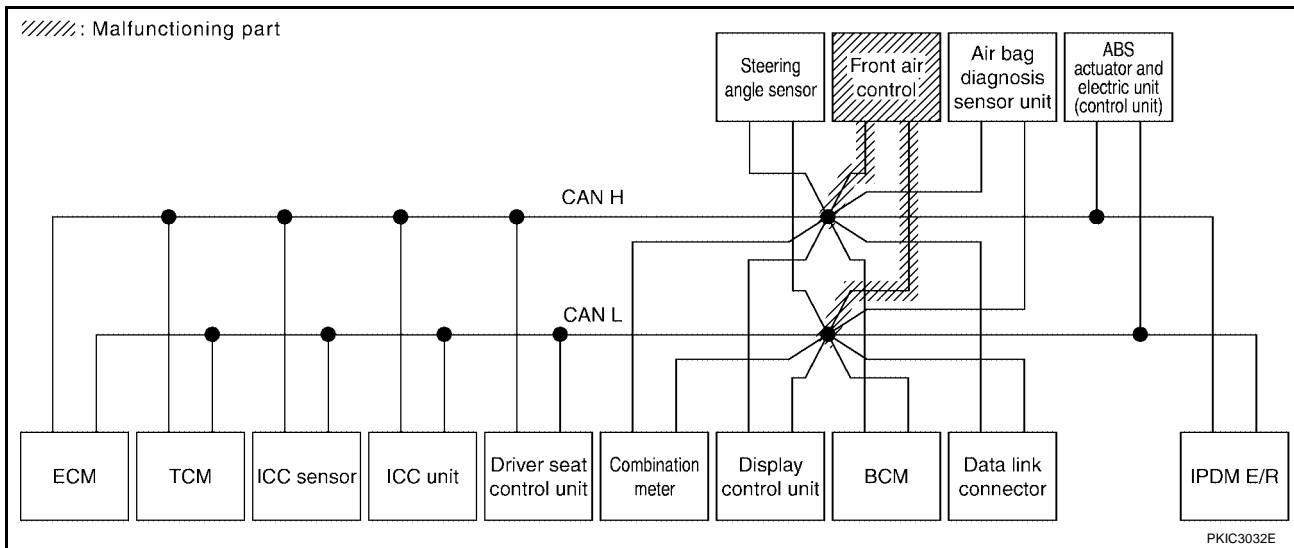 : Malfunctioning part
Steering
angle sensor
Front air
control
Air bag
diagnosis
sensor unit
ABS
actuator and
electric unit
(control unit)
CAN H
CAN L
ECM
TCM
ICC sensor
ICC unit
Driver seat
control unit
Combination
meter
Display
control unit
BCM
Data link
connector
IPDM E/R
PKIC3032E